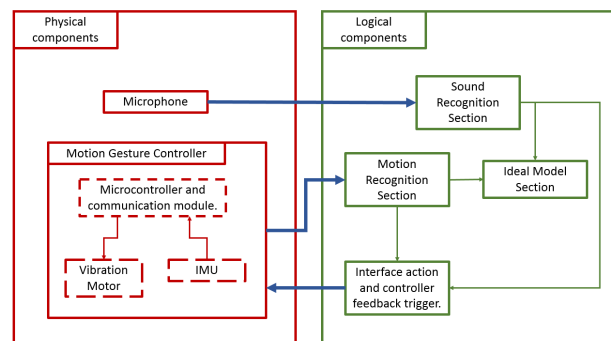 Physical
components
Logical
components
Microphone
Sound
Recognition
Section
Motion Gesture Controller
Microcontroller and
communication module.
Vibration
Motor
IMU
Motion
Recognition
Section
Ideal Model
Section
Interface action
and controller
feedback trigger.